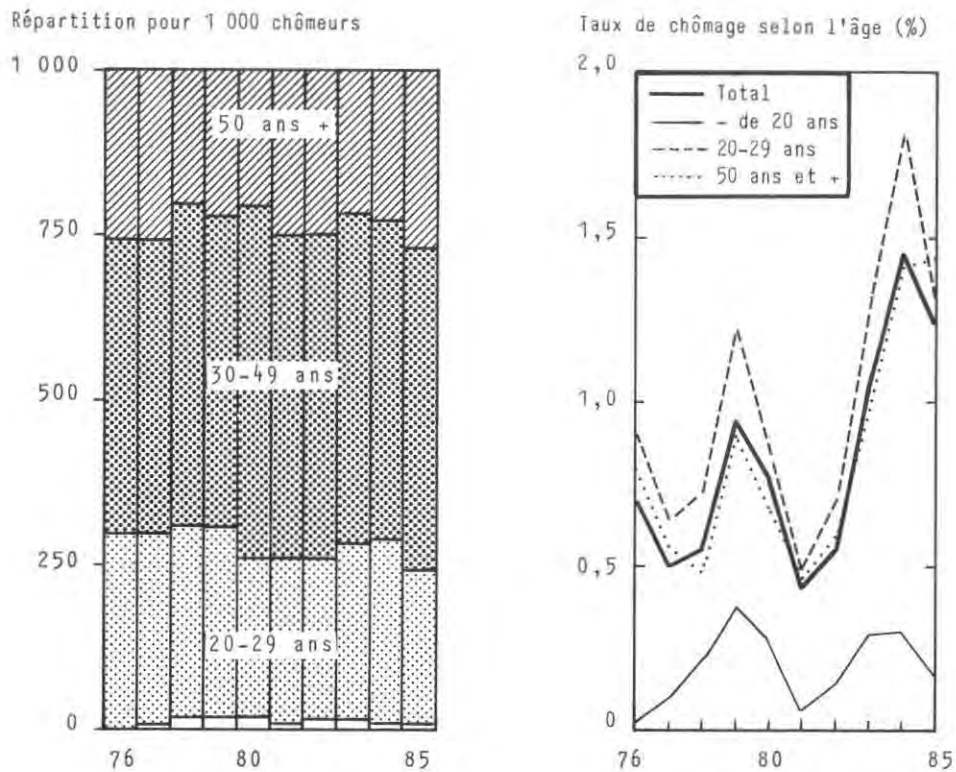 Répartition pour 1 000 chômeurs
1 000
750
500
250
0
50 ans +
30-49 ans
20-29 ans
76
80
85
Taux de chômage selon l'âge (%)
2,0
1,5
1,0
0,5
0
Total
- de 20 ans
20-29 ans
50 ans et +
76
80
85